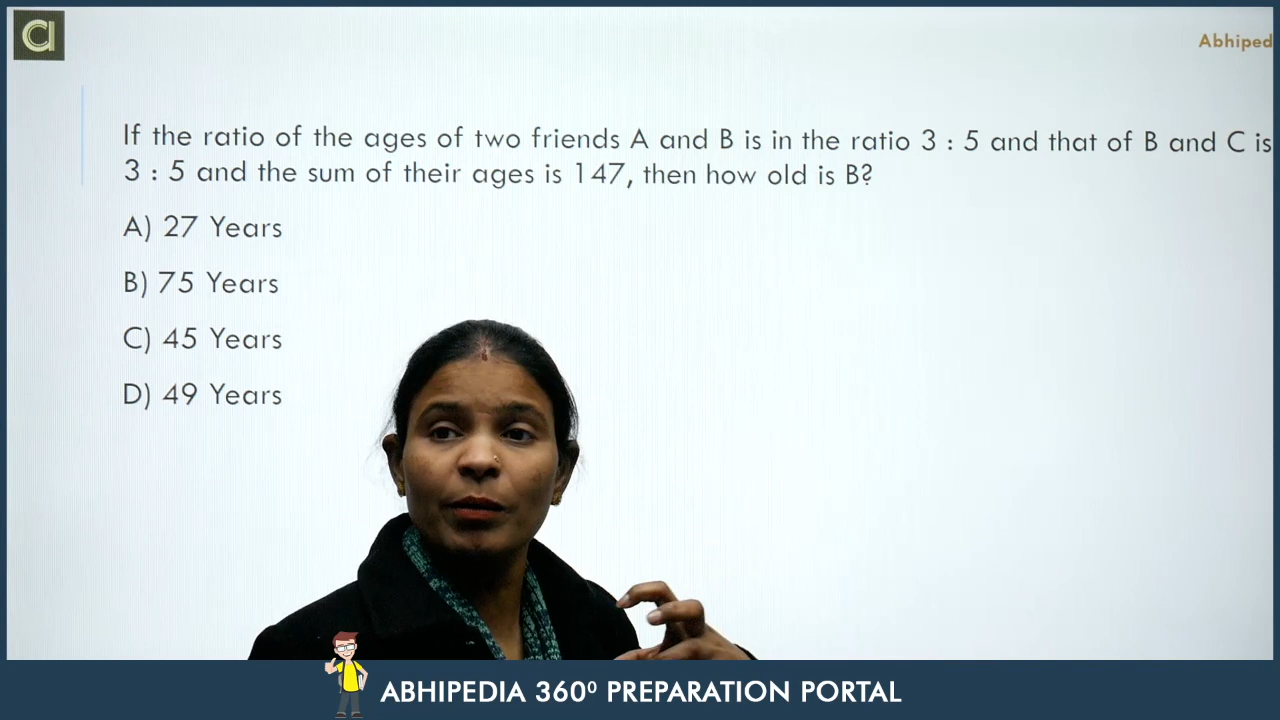 Abhiped
If the ratio of the ages of two friends A and B is in the ratio 3 : 5 and that of B and C is
3 : 5 and the sum of their ages is 147, then how old is B?
A) 27 Years
B) 75 Years
C) 45 Years
D) 49 Years
ABHIPEDIA 360⁰ PREPARATION PORTAL